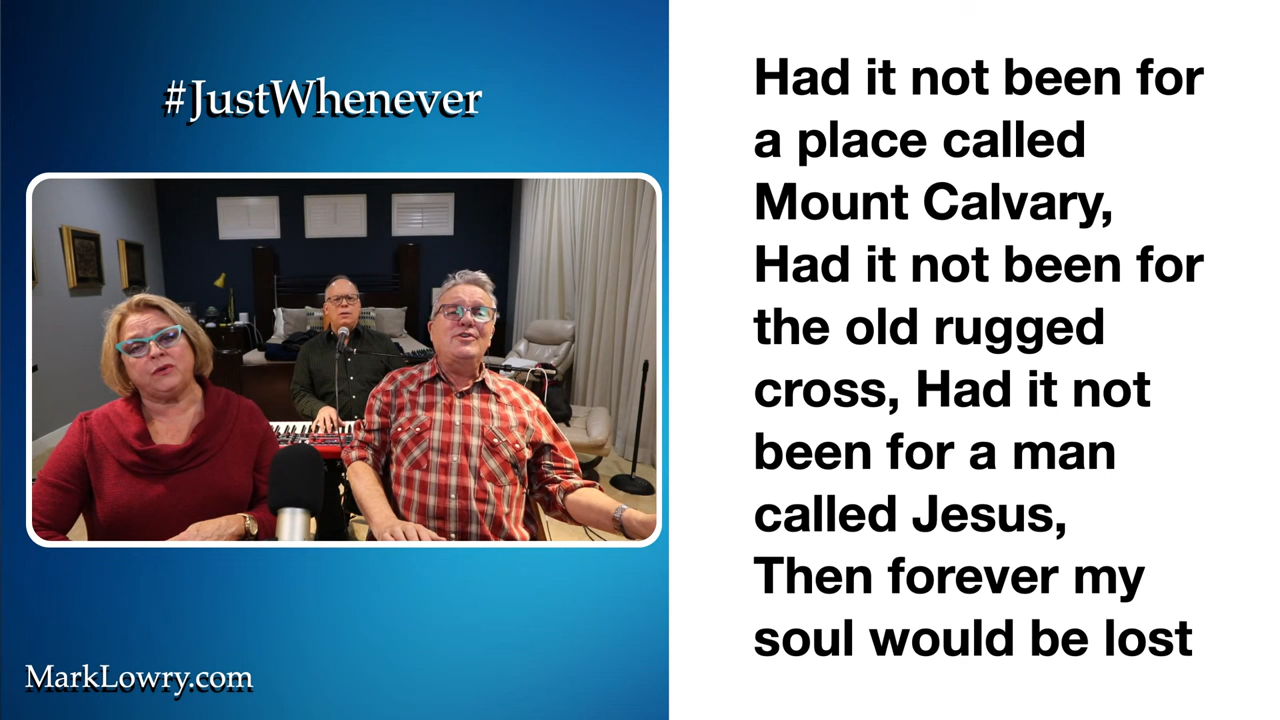 #JustWhenever
MarkLowry.com
Had it not been for
a place called
Mount Calvary,
Had it not been for
the old rugged
cross, Had it not
been for a man
called Jesus,
Then forever my
soul would be lost